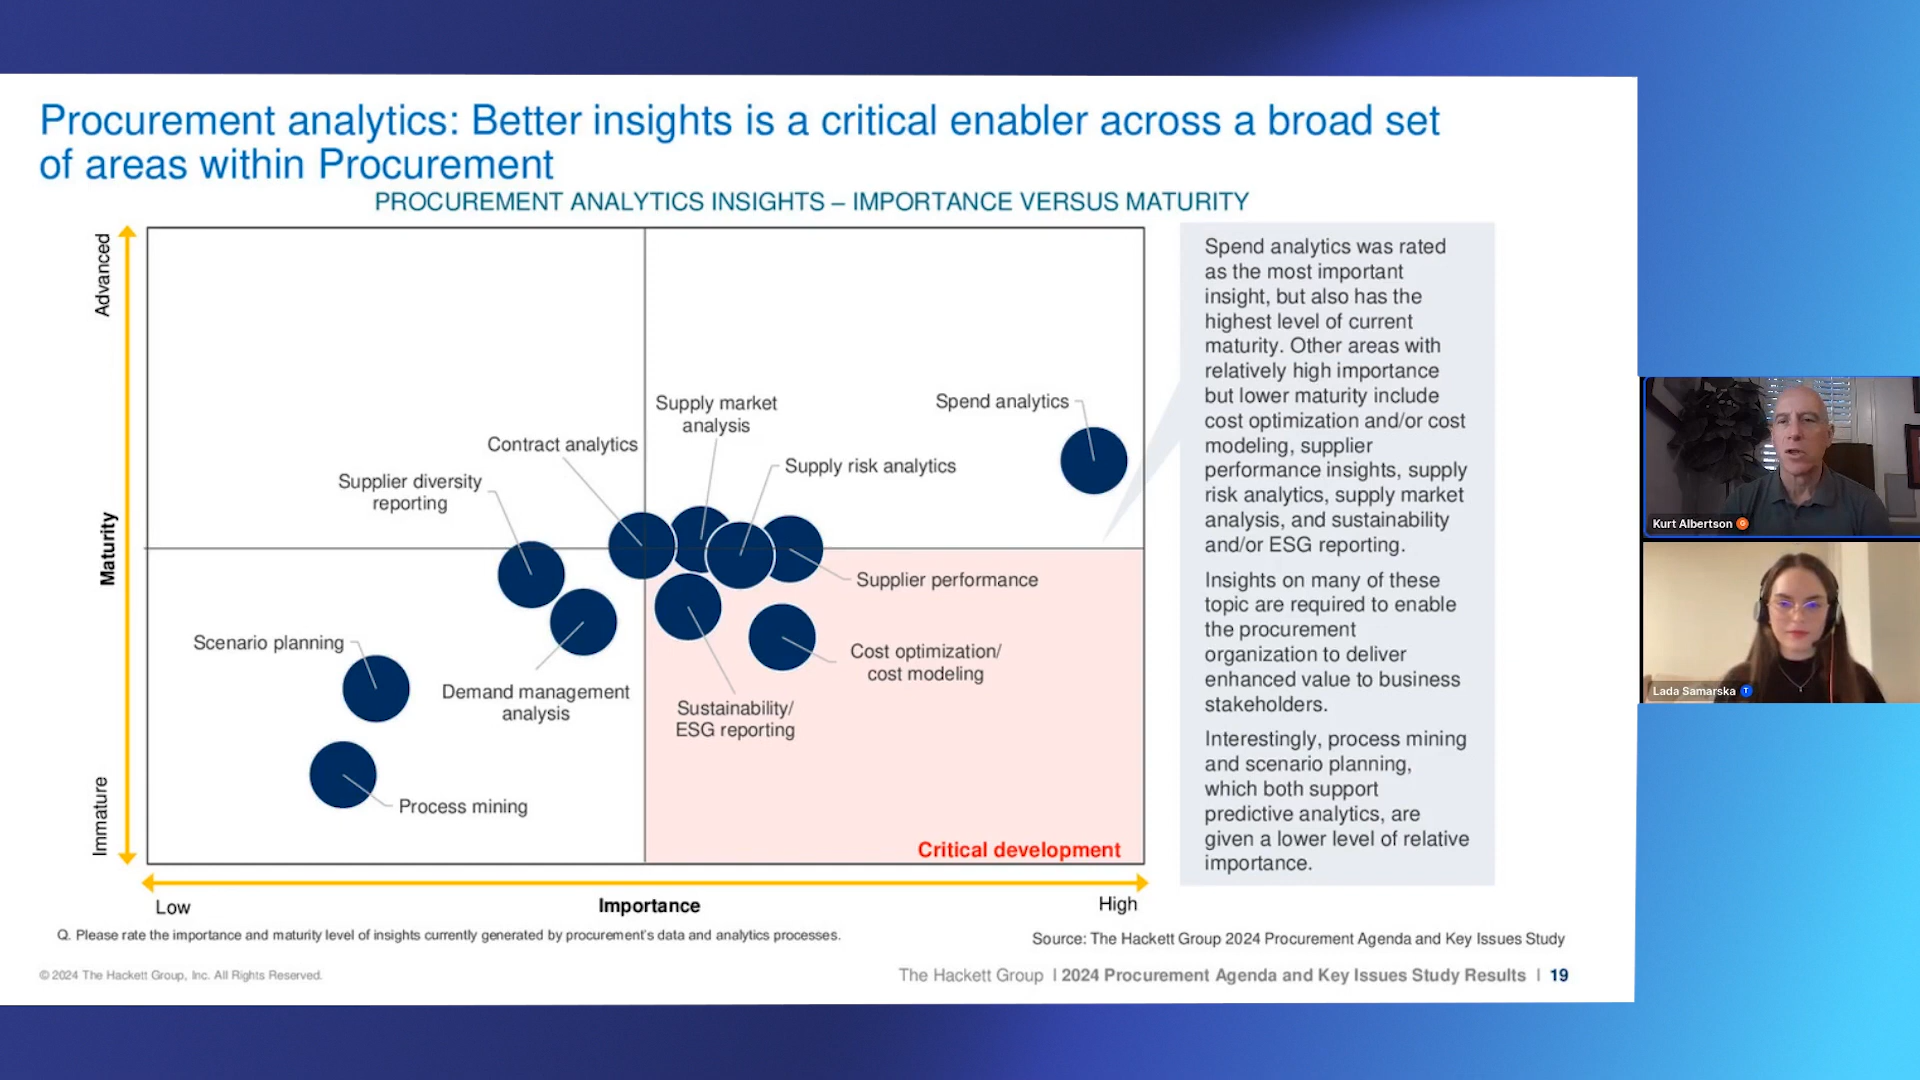 Procurement analytics: Better insights is a critical enabler across a broad set
of areas within Procurement
PROCUREMENT ANALYTICS INSIGHTS – IMPORTANCE VERSUS MATURITY
Advanced
Maturity
Immature
Supply market
analysis
Spend analytics
Contract analytics
Supply risk analytics
Supplier diversity
reporting
Supplier performance
Scenario planning
Cost optimization/
cost modeling
Demand management
analysis
Sustainability/
ESG reporting
Process mining
Critical development
Low
Importance
High
Spend analytics was rated
as the most important
insight, but also has the
highest level of current
maturity. Other areas with
relatively high importance
but lower maturity include
cost optimization and/or cost
modeling, supplier
performance insights, supply
risk analytics, supply market
analysis, and sustainability
and/or ESG reporting.
Insights on many of these
topic are required to enable
the procurement
organization to deliver
enhanced value to business
stakeholders.
Interestingly, process mining
and scenario planning,
which both support
predictive analytics, are
given a lower level of relative
importance.
Q. Please rate the importance and maturity level of insights currently generated by procurement's data and analytics processes.
Source: The Hackett Group 2024 Procurement Agenda and Key Issues Study
© 2024 The Hackett Group, Inc. All Rights Reserved.
The Hackett Group | 2024 Procurement Agenda and Key Issues Study Results | 19
Kurt Albertson G
Lada Samarska T